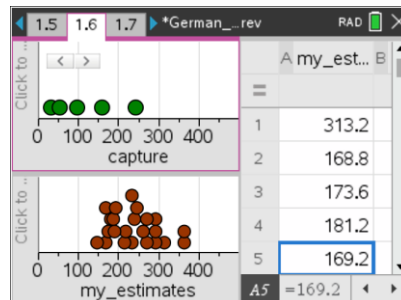 1.5 1.6 1.7 *German_...rev RAD
Click to ...
0 100 200 300 400
capture
Click to ...
0 100 200 300 400
my_estimates
A my_est... B
=
1 313.2
2 168.8
3 173.6
4 181.2
5 169.2
A5 =169.2